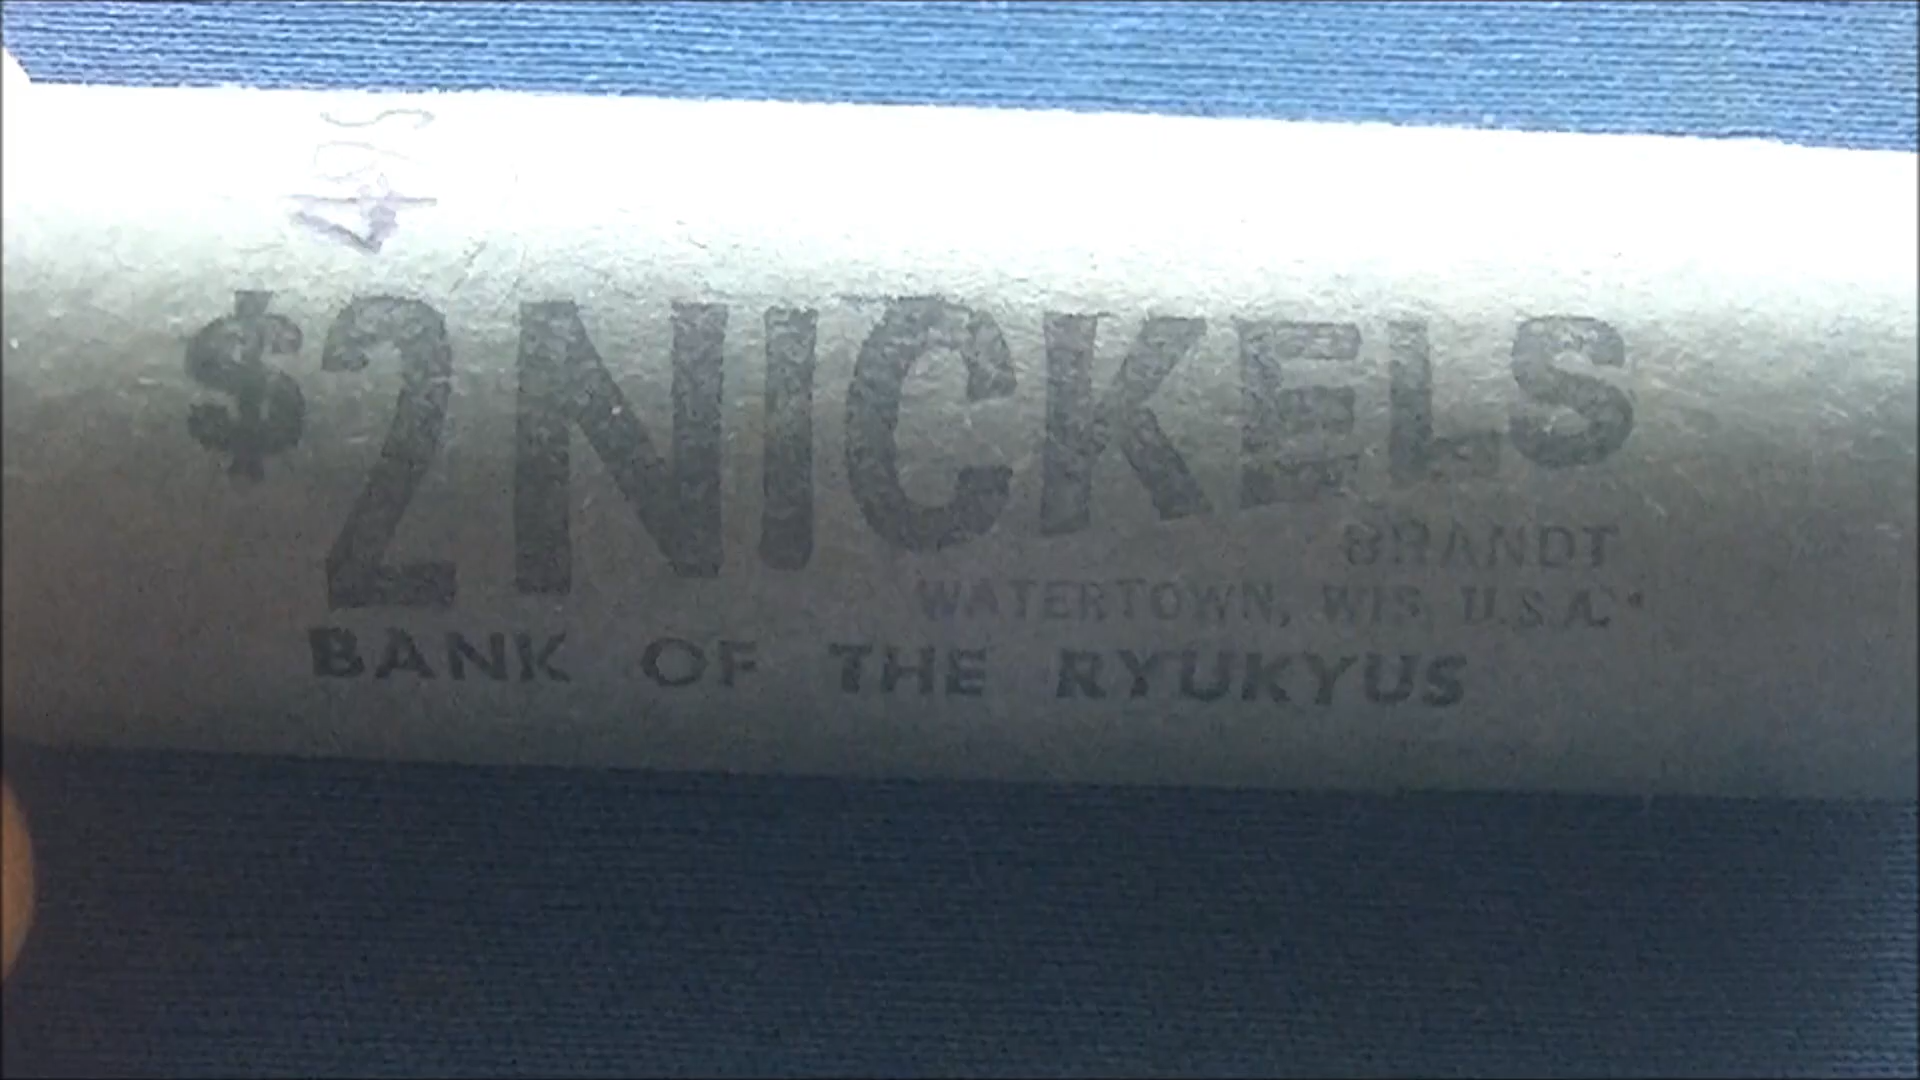 $2 NICKELS
BRANDT
WATERTOWN, WIS. U.S.A.
BANK OF THE RYUKYUS